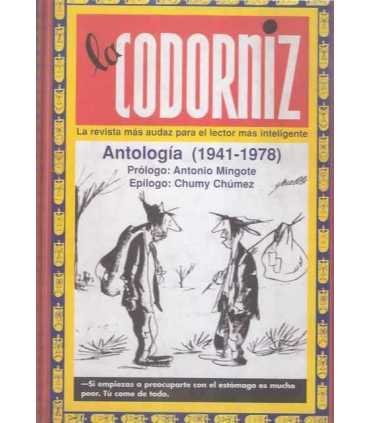 la
CODORNIZ
La revista más audaz para el lector más inteligente
Antología (1941-1978)
Prólogo: Antonio Mingote
Epílogo: Chumy Chúmez
—Si empiezas a preocuparte con el estómago es mucho
peor. Tú come de todo.